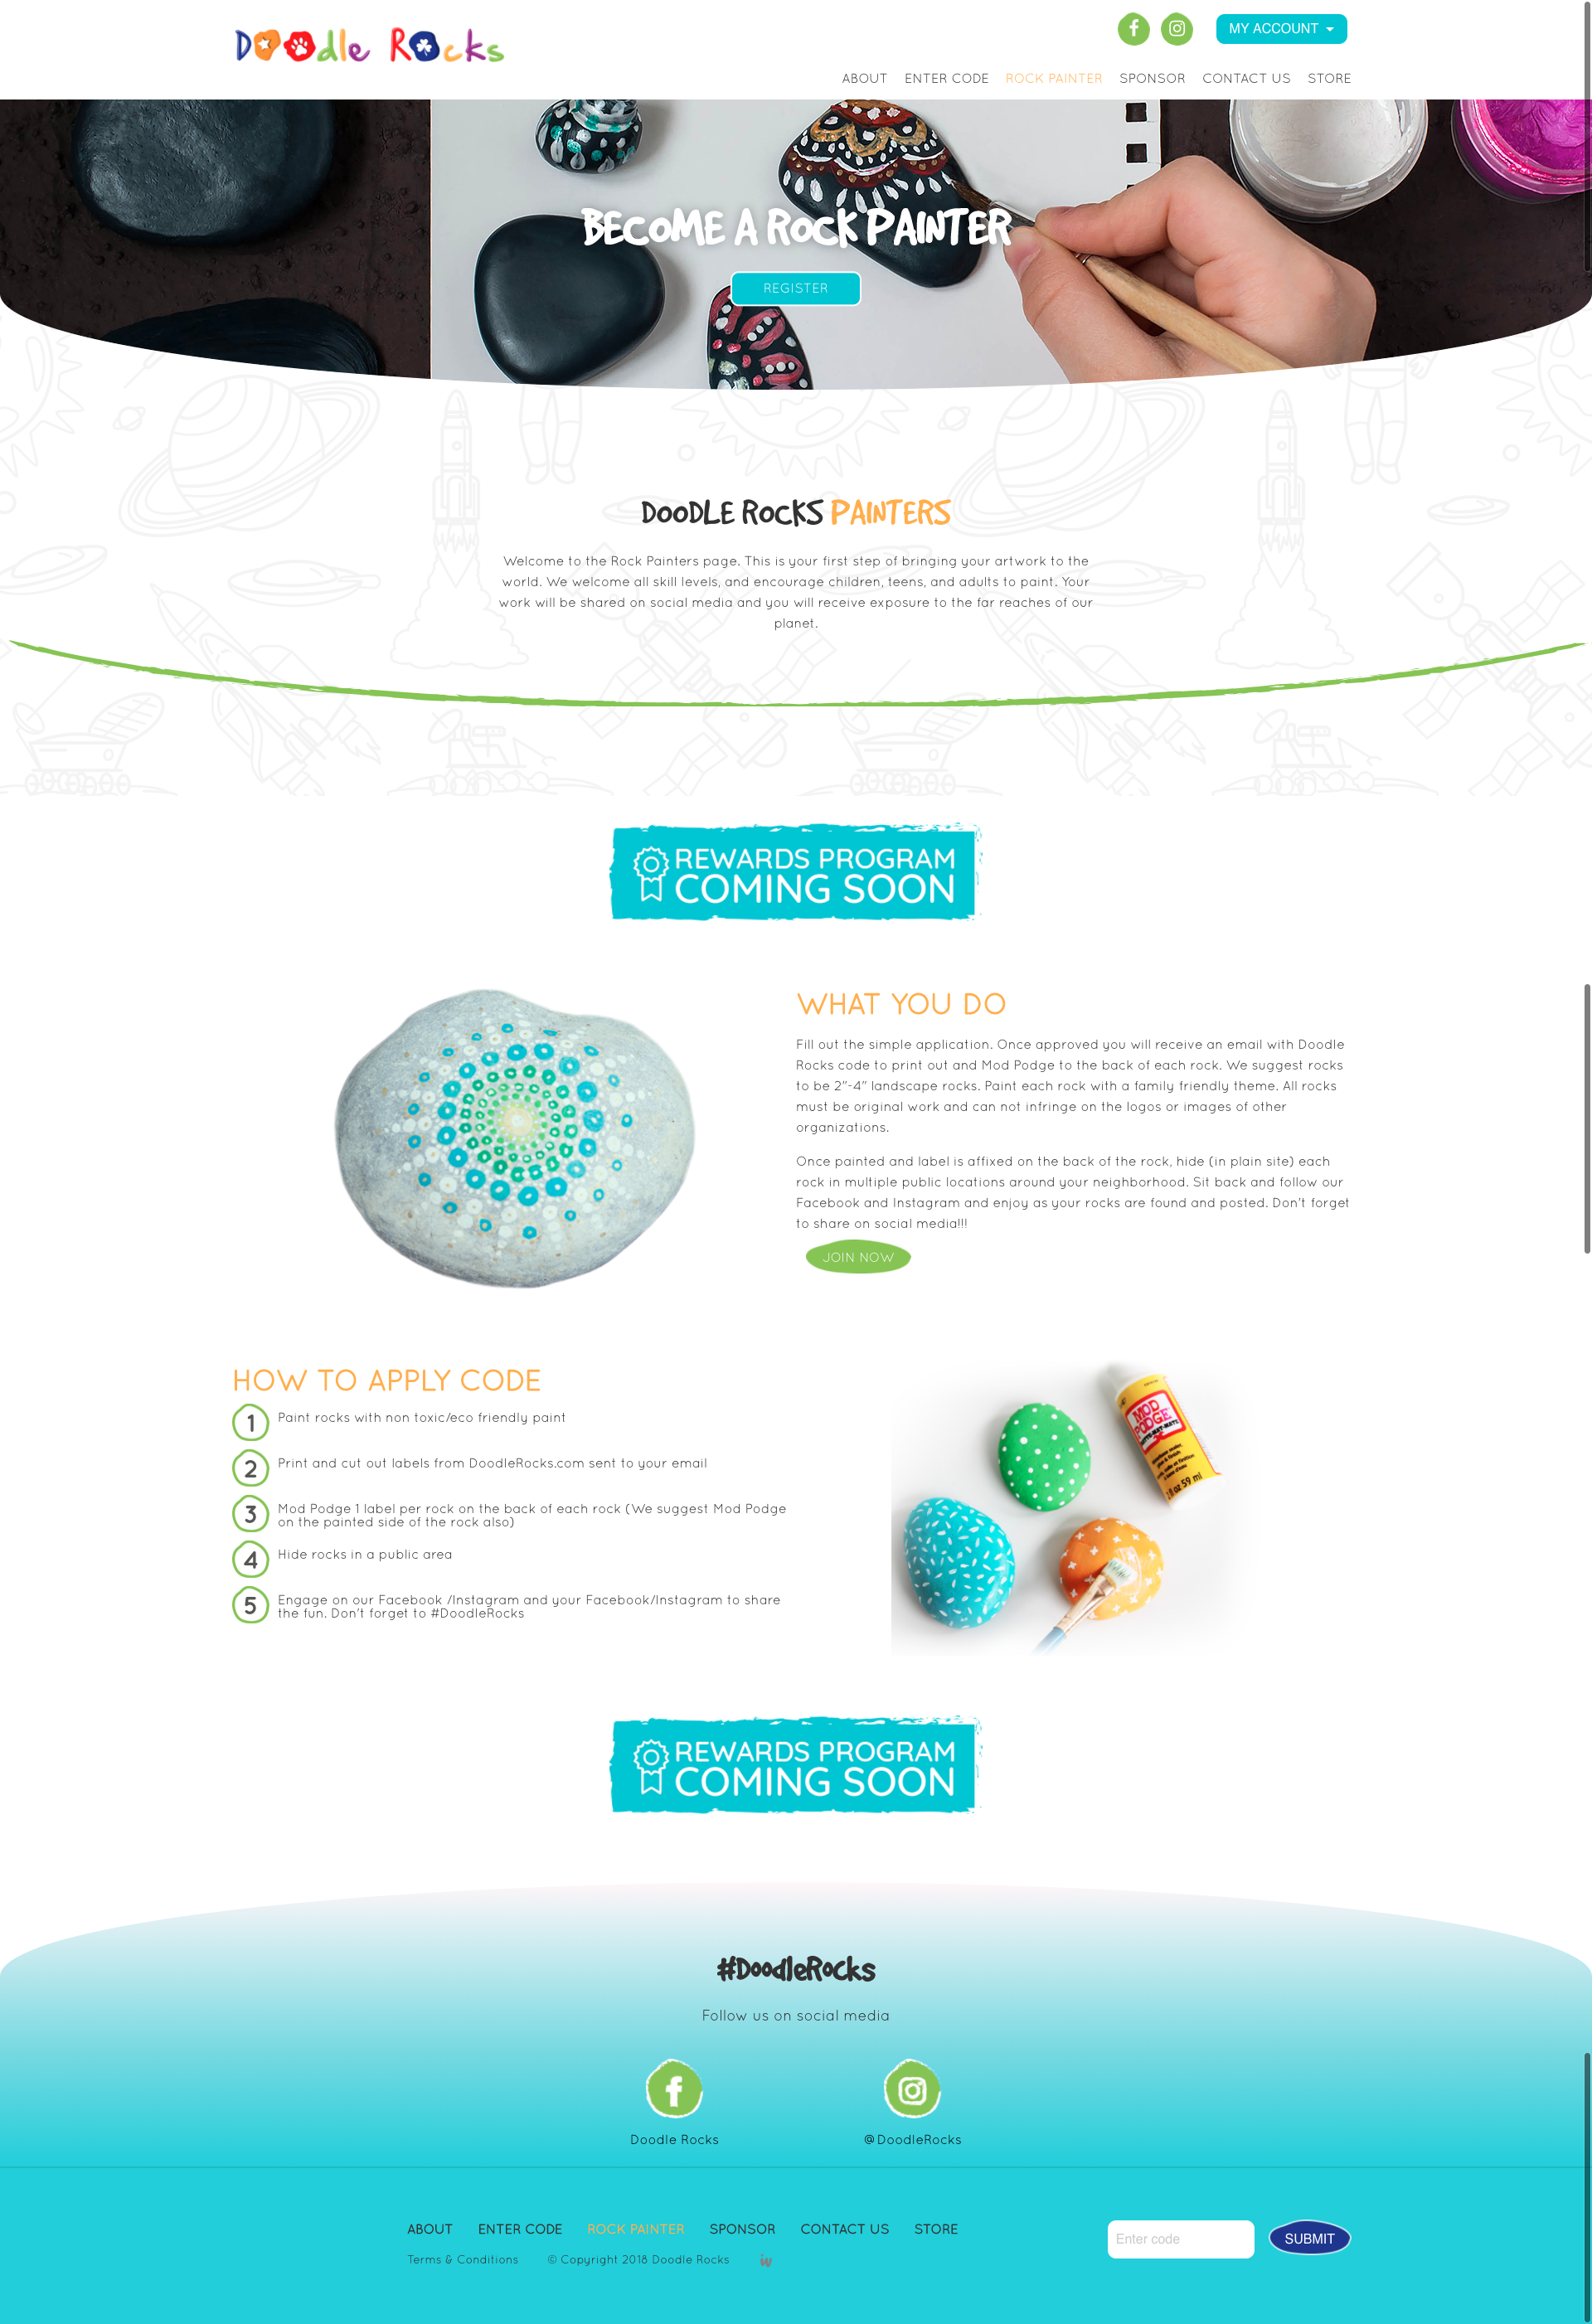 Doodle Rocks
MY ACCOUNT
ABOUT ENTER CODE ROCK PAINTER SPONSOR CONTACT US STORE
BECOME A ROCK PAINTER
REGISTER
DOODLE ROCKS PAINTERS
Welcome to the Rock Painters page. This is your first step of bringing your artwork to the
world. We welcome all skill levels, and encourage children, teens, and adults to paint. Your
work will be shared on social media and you will receive exposure to the far reaches of our
planet.
REWARDS PROGRAM
COMING SOON
WHAT YOU DO
Fill out the simple application. Once approved you will receive an email with Doodle
Rocks code to print out and Mod Podge to the back of each rock. We suggest rocks
to be 2"-4" landscape rocks. Paint each rock with a family friendly theme. All rocks
must be original work and can not infringe on the logos or images of other
organizations.
Once painted and label is affixed on the back of the rock, hide (in plain site) each
rock in multiple public locations around your neighborhood. Sit back and follow our
Facebook and Instagram and enjoy as your rocks are found and posted. Don't forget
to share on social media!!!
JOIN NOW
HOW TO APPLY CODE
1 Paint rocks with non toxic/eco friendly paint
2 Print and cut out labels from DoodleRocks.com sent to your email
3 Mod Podge 1 label per rock on the back of each rock (We suggest Mod Podge
on the painted side of the rock also)
4 Hide rocks in a public area
5 Engage on our Facebook /Instagram and your Facebook/Instagram to share
the fun. Don't forget to #DoodleRocks
MOD
PODGE
2 fl oz 59 ml
REWARDS PROGRAM
COMING SOON
#DoodleRocks
Follow us on social media
Doodle Rocks
@DoodleRocks
ABOUT ENTER CODE ROCK PAINTER SPONSOR CONTACT US STORE
Enter code
SUBMIT
Terms & Conditions © Copyright 2018 Doodle Rocks